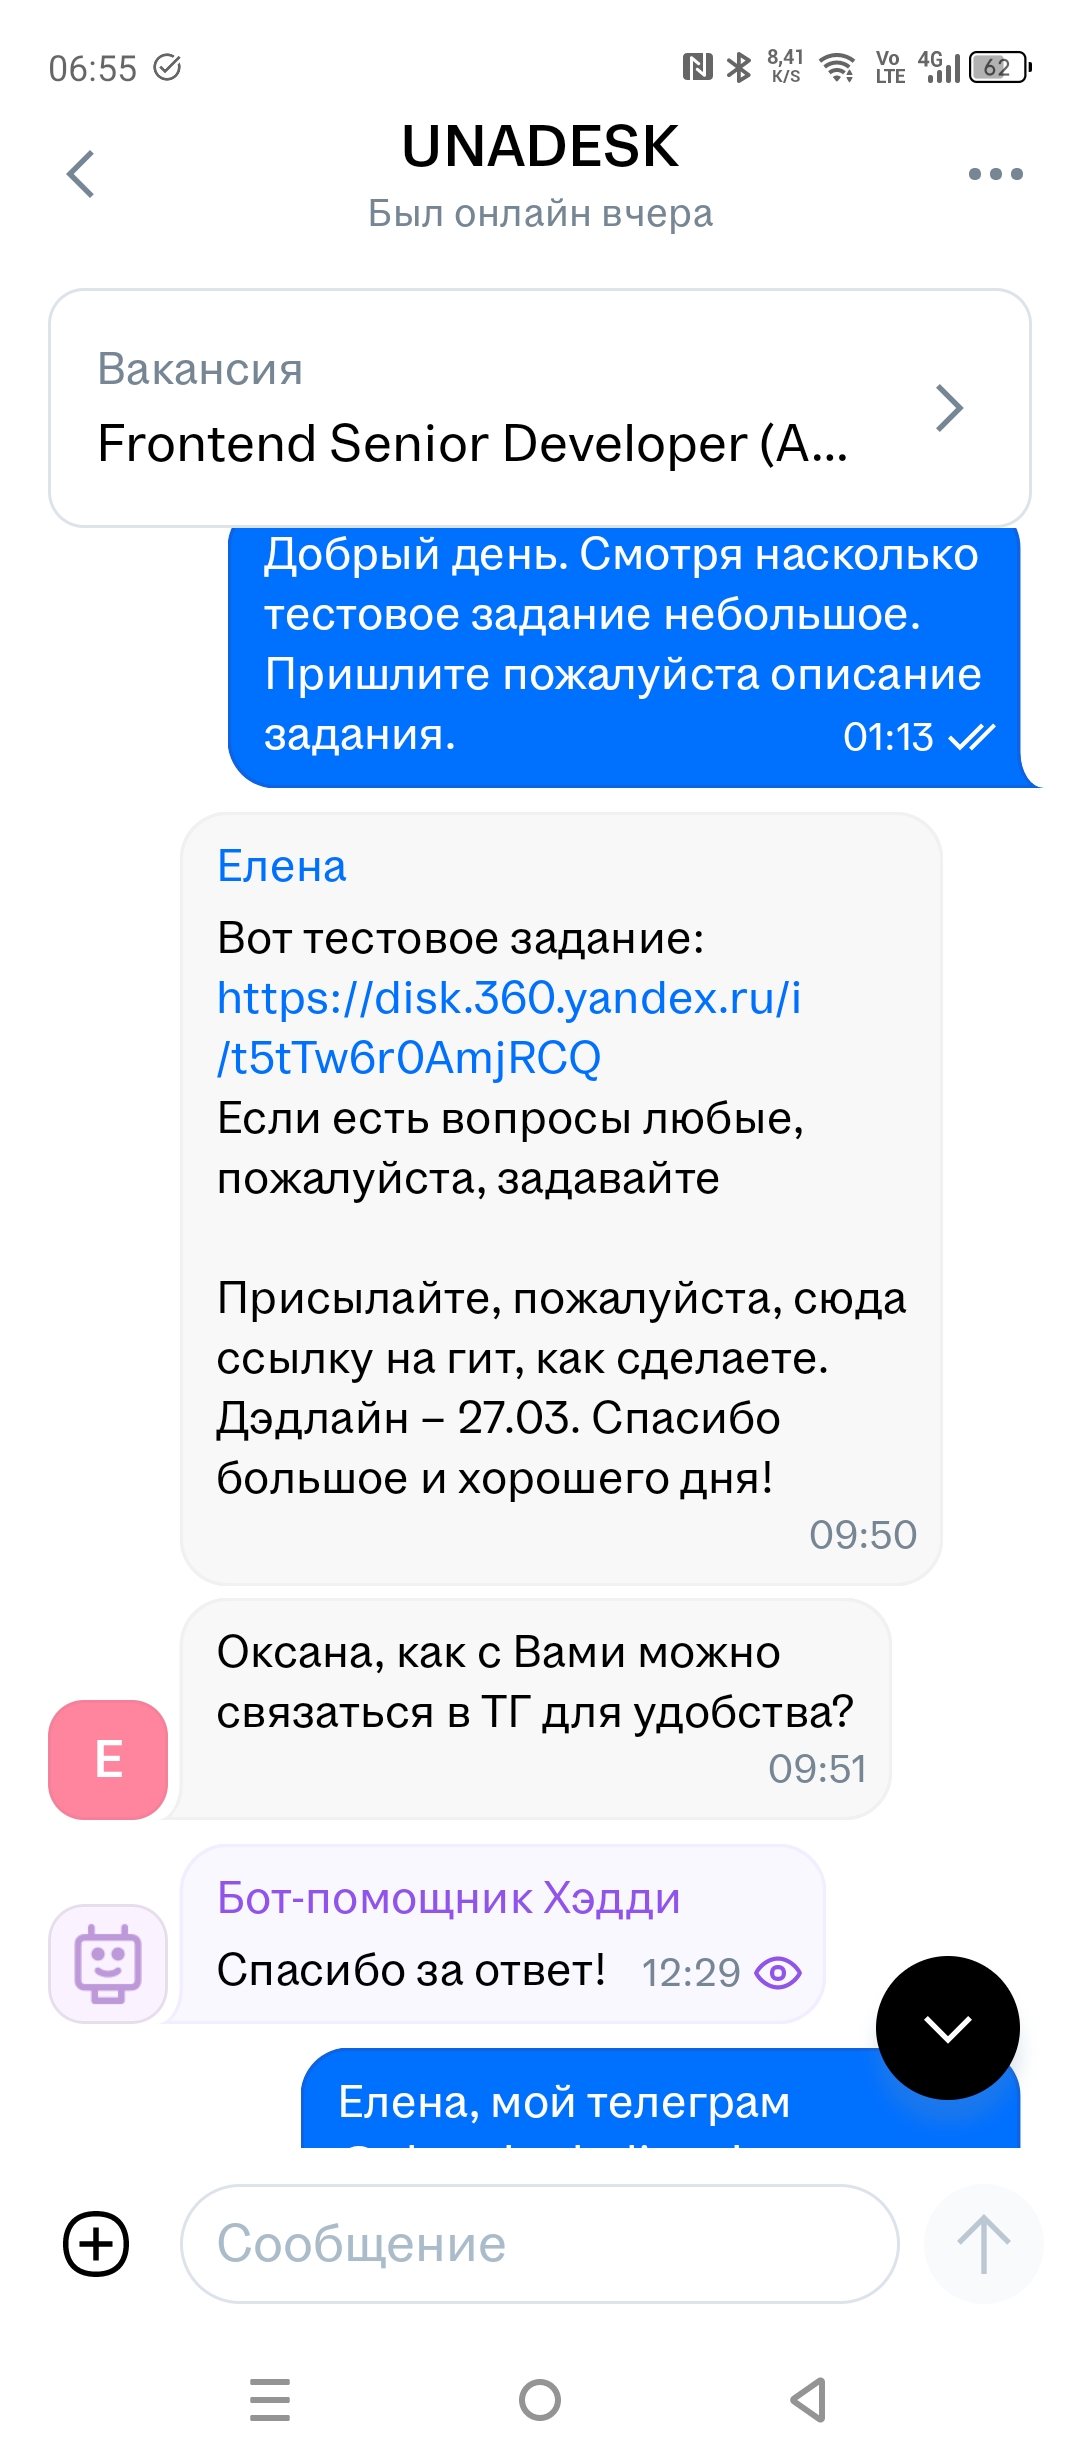 06:55
8,41 K/S
Vo LTE
4G
62
UNADESK
Был онлайн вчера
Вакансия
Frontend Senior Developer (A...
Добрый день. Смотря насколько
тестовое задание небольшое.
Пришлите пожалуйста описание
задания.
01:13
Елена
Вот тестовое задание:
https://disk.360.yandex.ru/i
/t5tTw6r0AmjRCQ
Если есть вопросы любые,
пожалуйста, задавайте
Присылайте, пожалуйста, сюда
ссылку на гит, как сделаете.
Дэдлайн – 27.03. Спасибо
большое и хорошего дня!
09:50
Оксана, как с Вами можно
связаться в ТГ для удобства?
09:51
E
Бот-помощник Хэдди
Спасибо за ответ!
12:29
Елена, мой телеграм
Сообщение